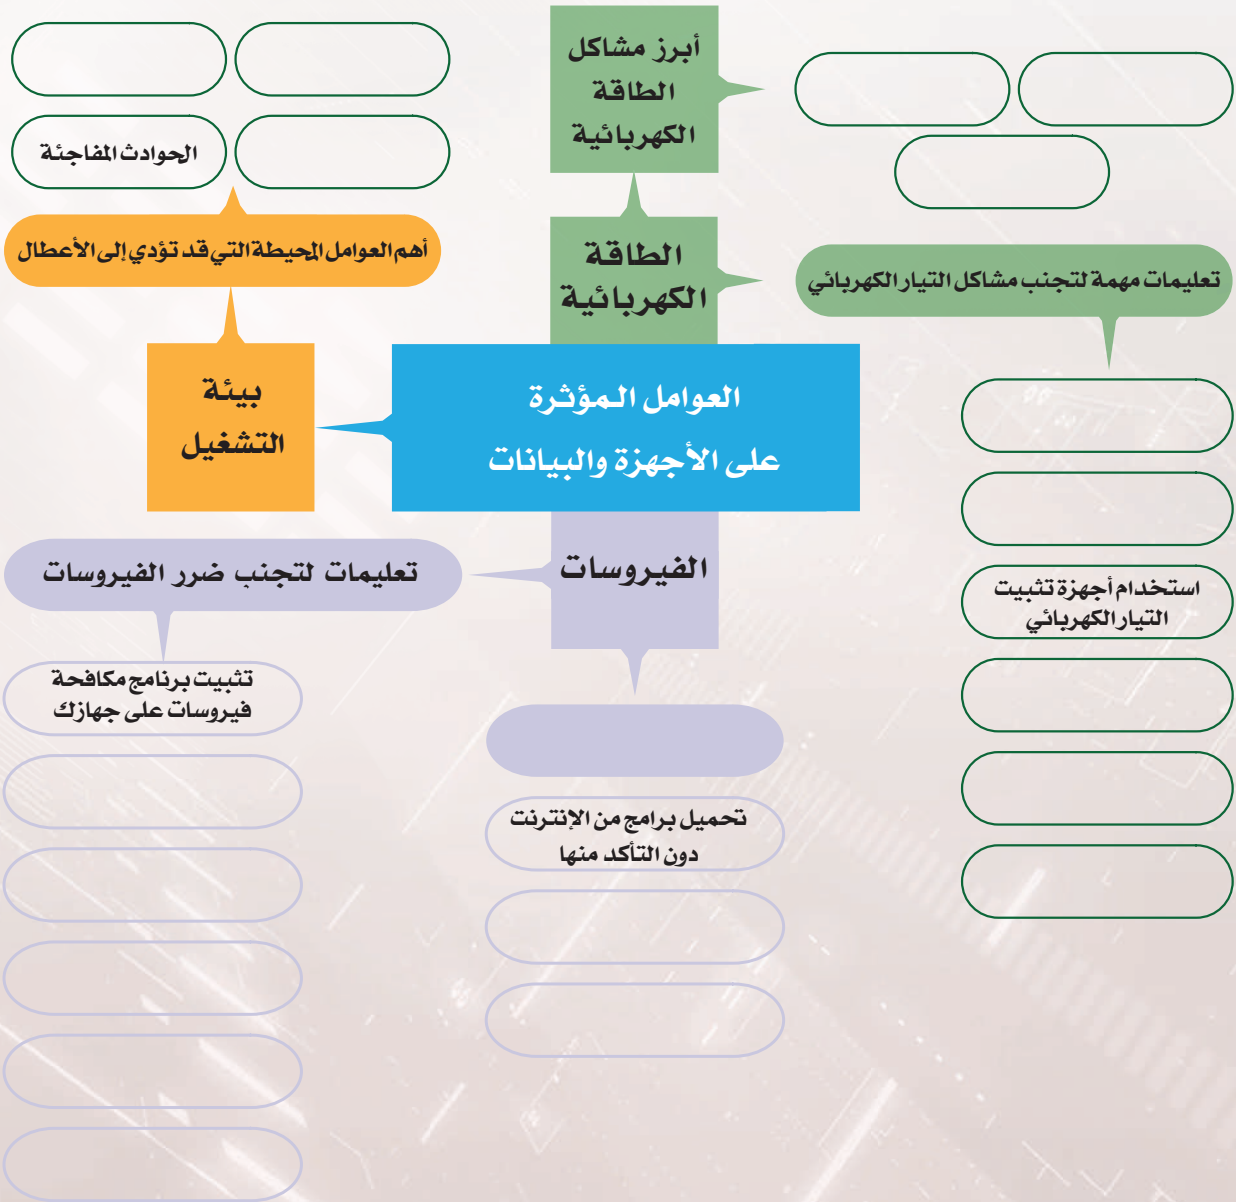 أبرز مشاكل
الطاقة
الكهربائية
الحوادث المفاجئة
أهم العوامل المحيطة التي قد تؤدي إلى الأعطال
الطاقة
الكهربائية
تعليمات مهمة لتجنب مشاكل التيار الكهربائي
العوامل المؤثرة
على الأجهزة والبيانات
بيئة
التشغيل
الفيروسات
تعليمات لتجنب ضرر الفيروسات
استخدام أجهزة تثبيت
التيار الكهربائي
تثبيت برنامج مكافحة
فيروسات على جهازك
تحميل برامج من الإنترنت
دون التأكد منها